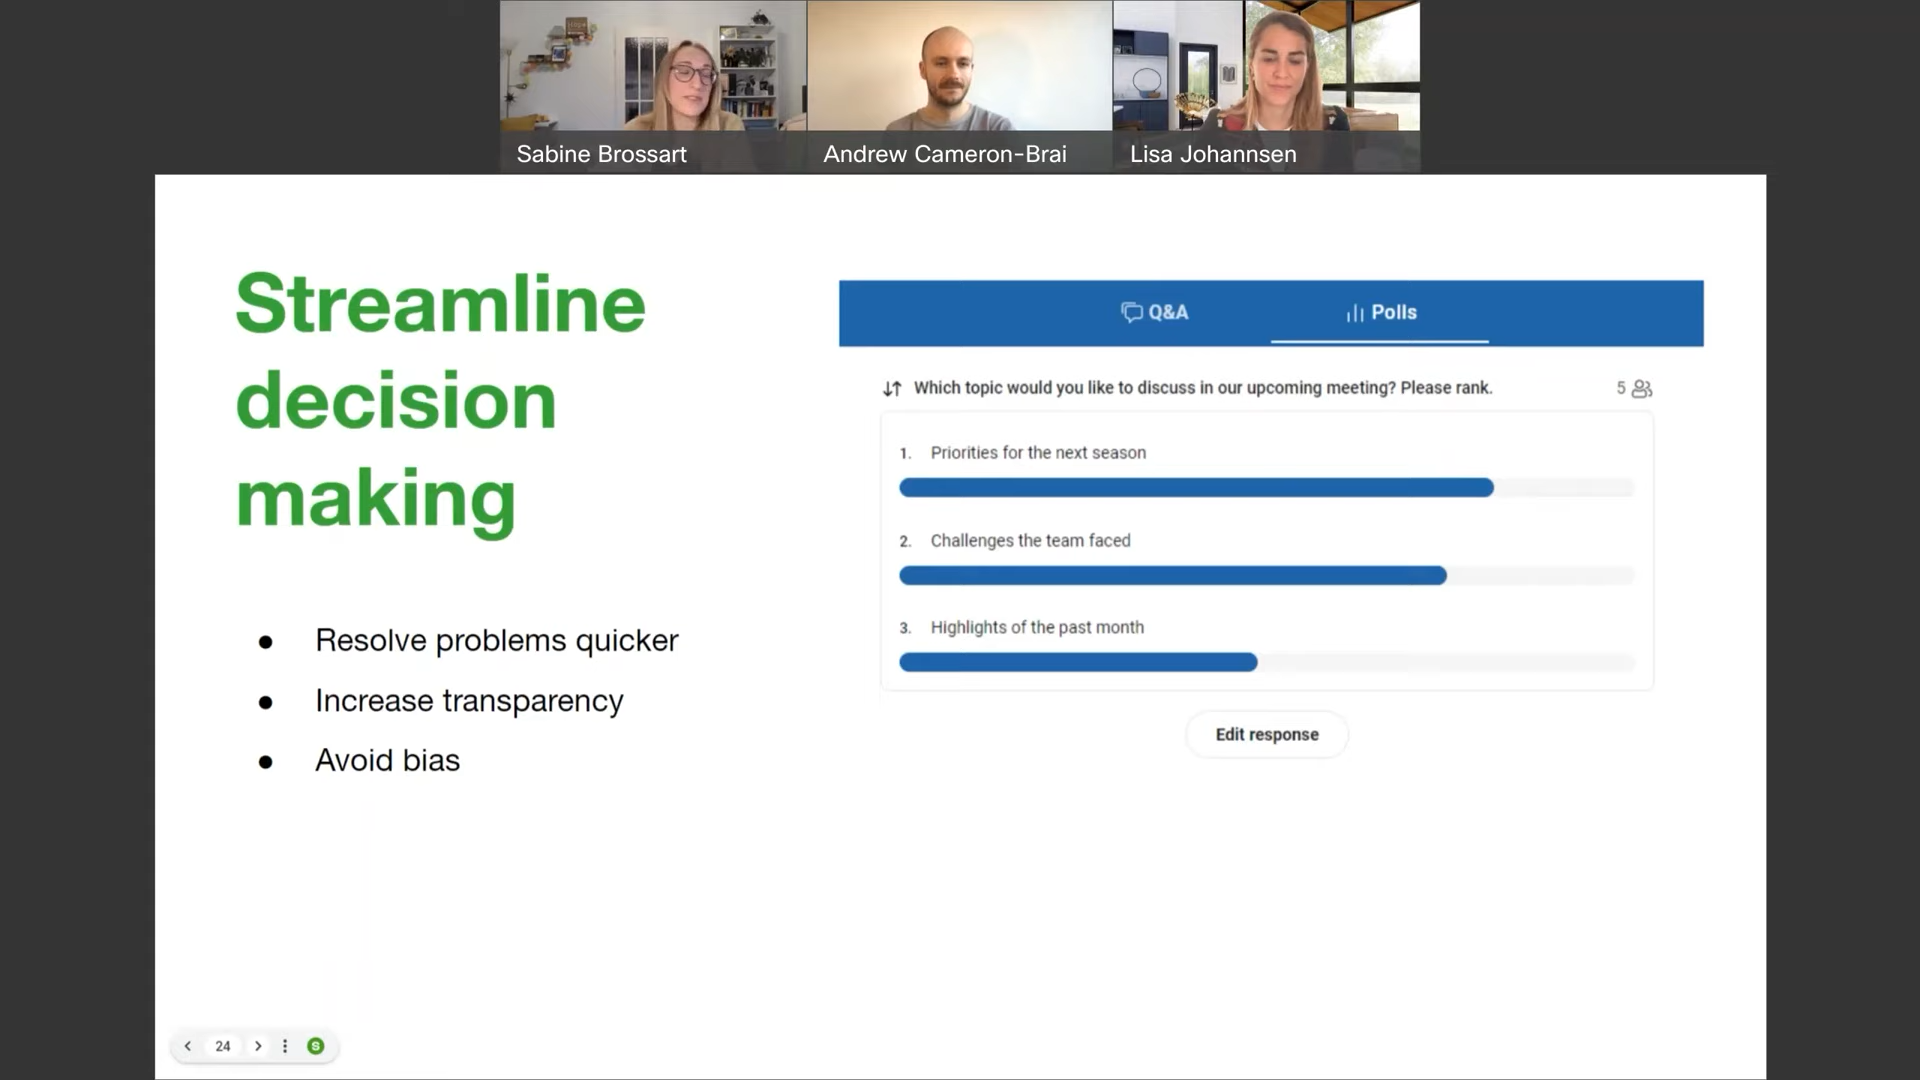 Sabine Brossart
Andrew Cameron-Brai
Lisa Johannsen
Streamline
decision
making
Resolve problems quicker
Increase transparency
Avoid bias
Q&A
Polls
Which topic would you like to discuss in our upcoming meeting? Please rank.
5
1. Priorities for the next season
2. Challenges the team faced
3. Highlights of the past month
Edit response
24
S